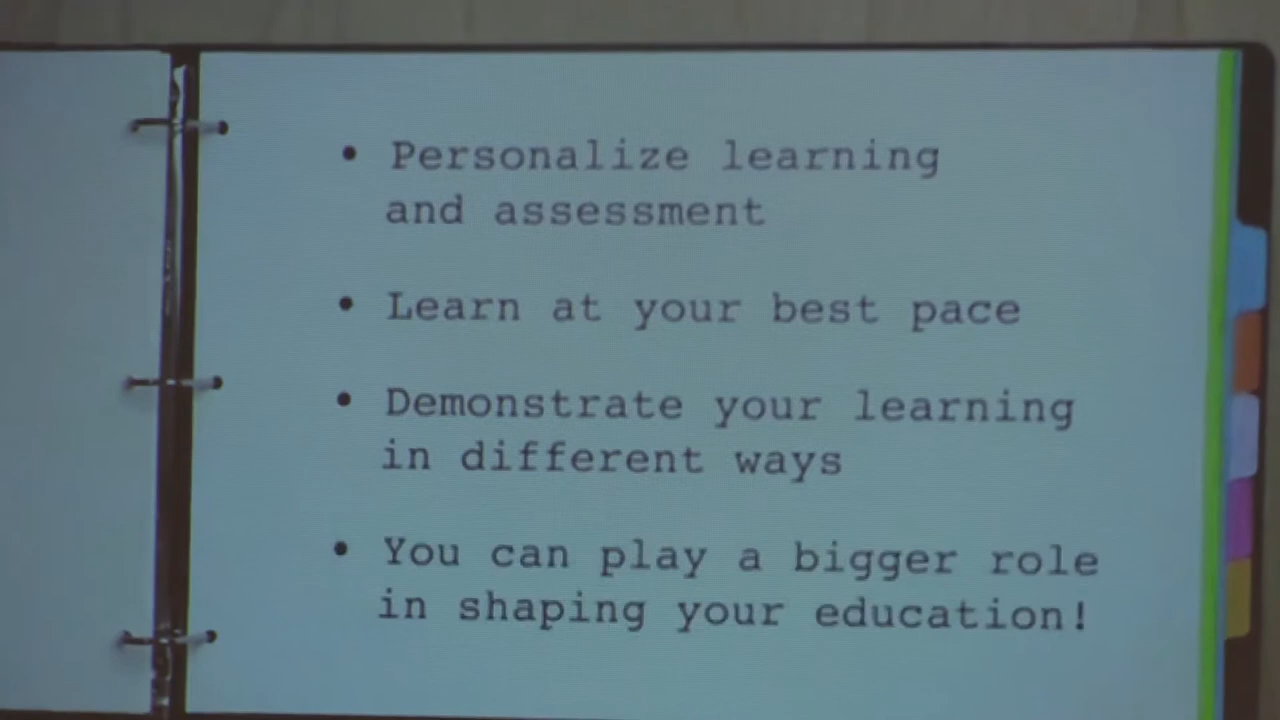 • Personalize learning
and assessment
• Learn at your best pace
• Demonstrate your learning
in different ways
• You can play a bigger role
in shaping your education!